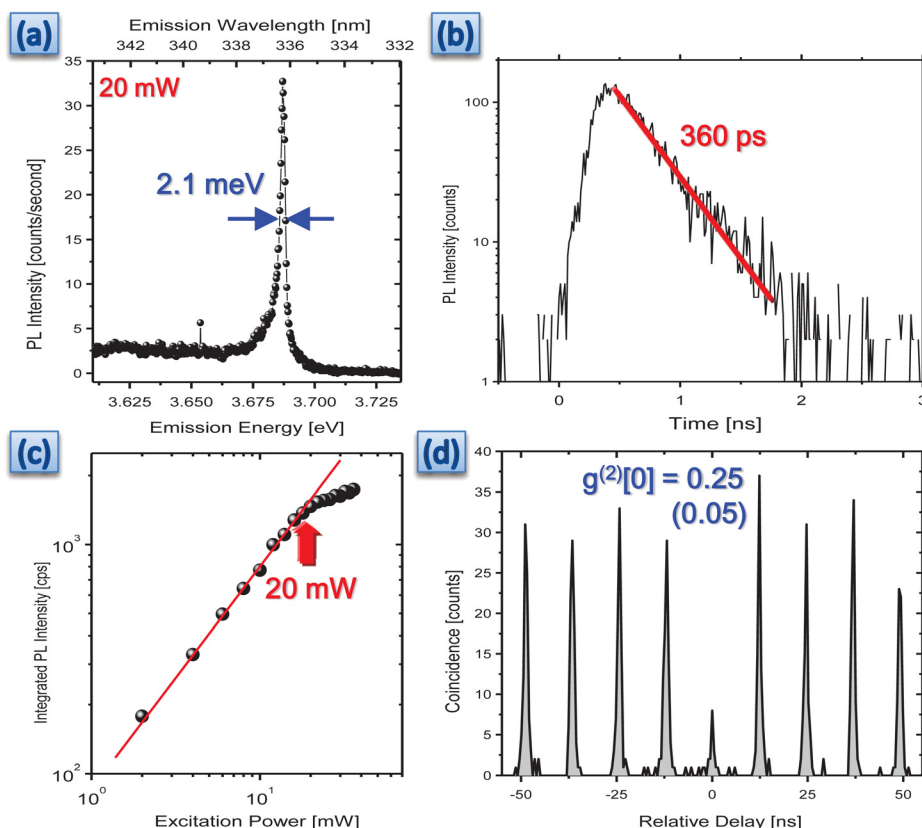 (a)
Emission Wavelength [nm]
342 340 338 336 334 332
35
30
25
20
15
10
5
0
PL Intensity [counts/second]
20 mW
2.1 meV
3.625 3.650 3.675 3.700 3.725
Emission Energy [eV]
(b)
100
10
1
PL Intensity [counts]
360 ps
0 1 2 3
Time [ns]
(c)
10³
10²
Integrated PL Intensity [cps]
20 mW
10⁰ 10¹
Excitation Power [mW]
(d)
40
35
30
25
20
15
10
5
0
Coincidence [counts]
g⁽²⁾[0] = 0.25
(0.05)
-50 -25 0 25 50
Relative Delay [ns]